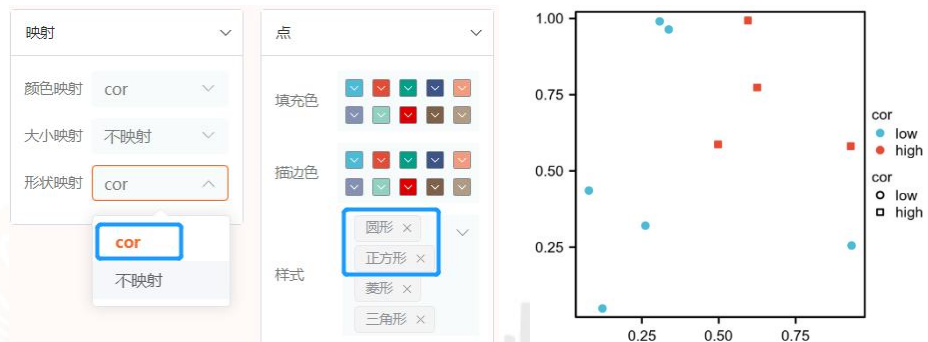 映射
颜色映射 cor
大小映射 不映射
形状映射 cor
cor
不映射
点
填充色
描边色
样式
圆形 ×
正方形 ×
菱形 ×
三角形 ×
1.00
0.75
0.50
0.25
0.25 0.50 0.75
cor
low
high
cor
low
high